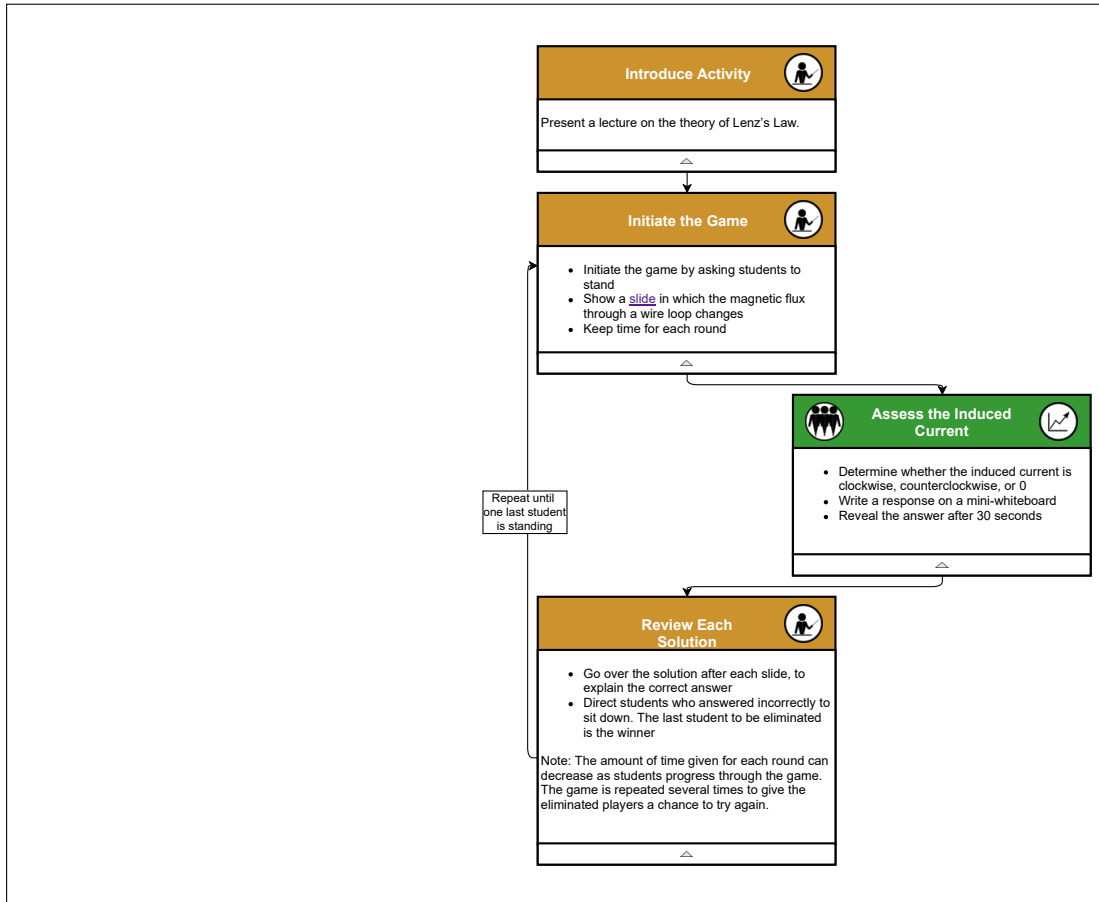 Introduce Activity
Present a lecture on the theory of Lenz's Law.
Initiate the Game
• Initiate the game by asking students to
stand
• Show a slide in which the magnetic flux
through a wire loop changes
• Keep time for each round
Assess the Induced
Current
• Determine whether the induced current is
clockwise, counterclockwise, or 0
• Write a response on a mini-whiteboard
• Reveal the answer after 30 seconds
Repeat until
one last student
is standing
Review Each
Solution
• Go over the solution after each slide, to
explain the correct answer
• Direct students who answered incorrectly to
sit down. The last student to be eliminated
is the winner
Note: The amount of time given for each round can
decrease as students progress through the game.
The game is repeated several times to give the
eliminated players a chance to try again.